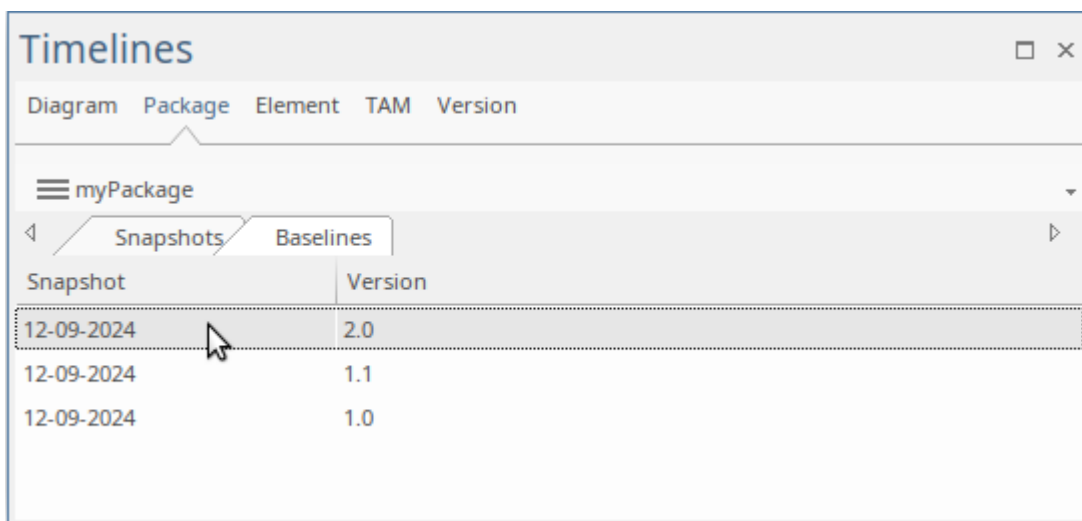 Timelines
Diagram Package Element TAM Version
myPackage
Snapshots Baselines
Snapshot Version
12-09-2024 2.0
12-09-2024 1.1
12-09-2024 1.0